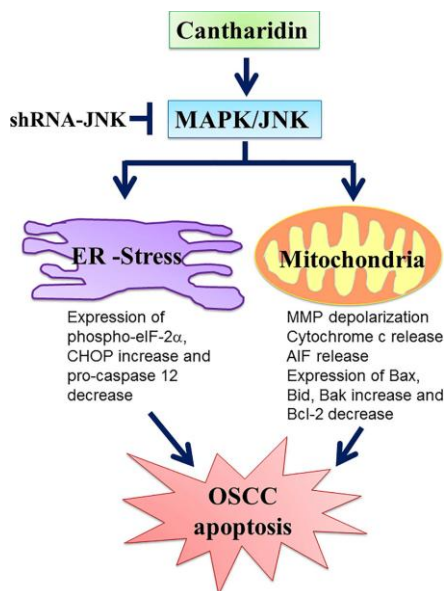 Cantharidin
shRNA-JNK
MAPK/JNK
ER -Stress
Mitochondria
Expression of
phospho-eIF-2α,
CHOP increase and
pro-caspase 12
decrease
MMP depolarization
Cytochrome c release
AIF release
Expression of Bax,
Bid, Bak increase and
Bcl-2 decrease
OSCC
apoptosis